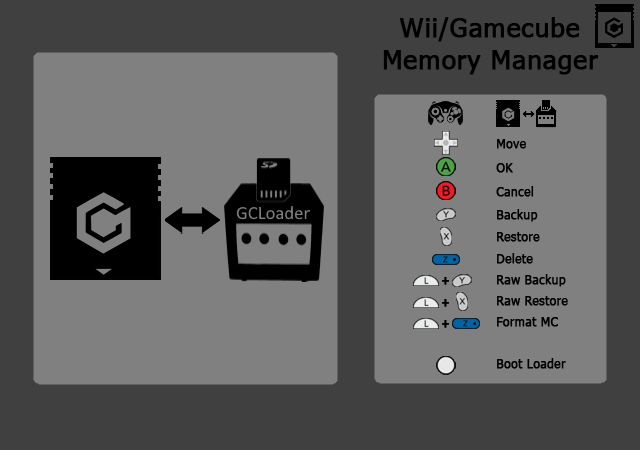 Wii/Gamecube
Memory Manager
SD
GCLoader
Move
A OK
B Cancel
Y Backup
X Restore
Z Delete
L + Y Raw Backup
L + X Raw Restore
L + Z Format MC
Boot Loader